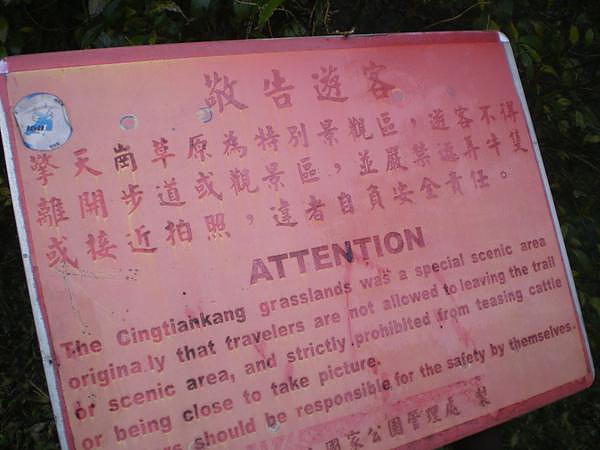 敬告遊客
擎天崗草原為特別景觀區，遊客不得
離開步道或觀景區，並嚴禁逗弄牛隻
或接近拍照，違者自負安全責任。
ATTENTION
The Cingtiankang grasslands was a special scenic area
origina.ly that travelers are not allowed to leaving the trail
or scenic area, and strictly prohibited from teasing cattle
or being close to take picture.
should be responsible for the safety by themselves.
國家公園管理處 製